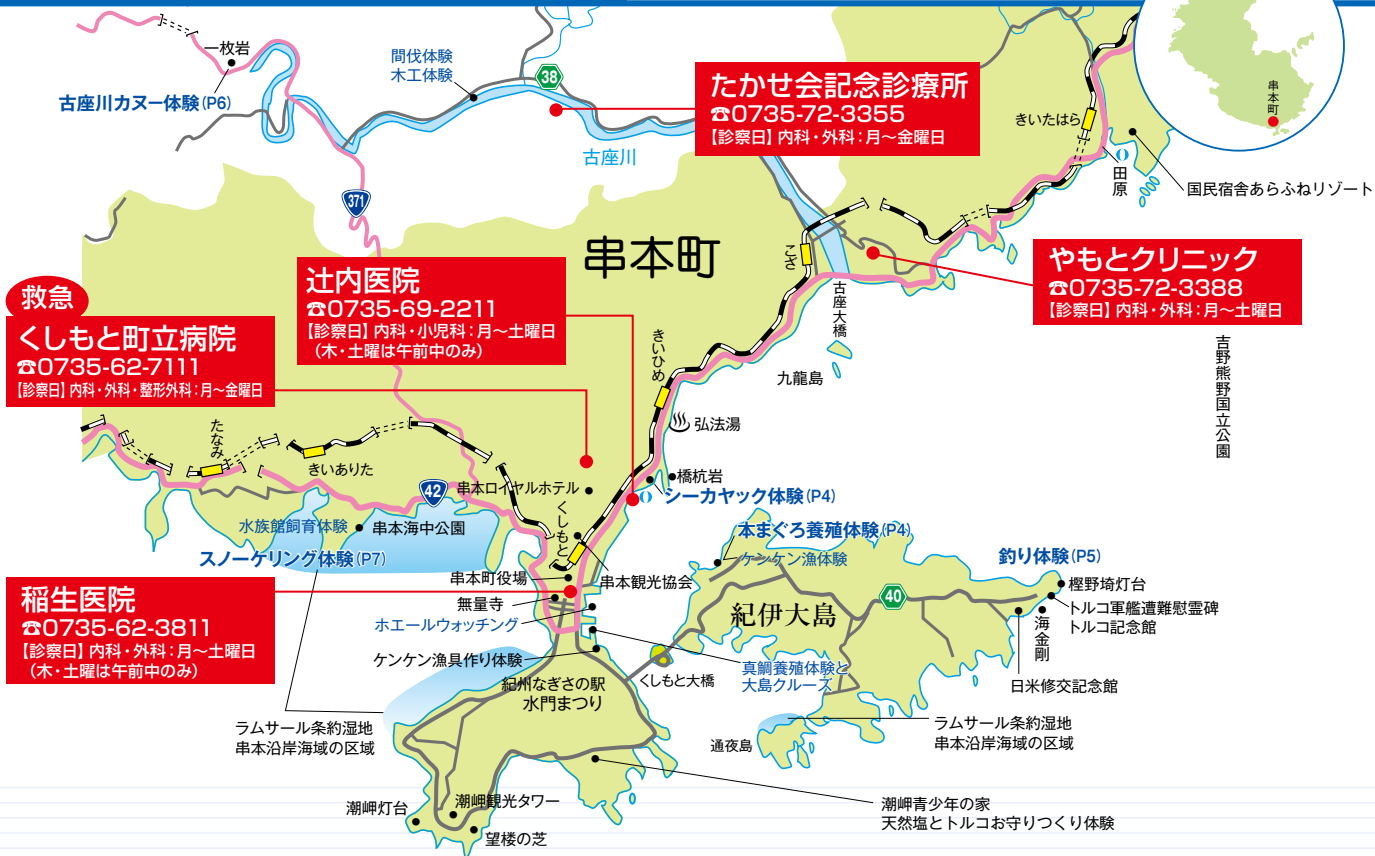 一枚岩
古座川カヌー体験(P6)
間伐体験
木工体験
38
古座川
371
たかせ会記念診療所
☎0735-72-3355
【診察日】内科・外科:月〜金曜日
きいたはら
田原
国民宿舎あらふねリゾート
串本町
串本町
こざ
古座大橋
九龍島
やもとクリニック
☎0735-72-3388
【診察日】内科・外科:月〜土曜日
吉野熊野国立公園
辻内医院
☎0735-69-2211
【診察日】内科・小児科:月〜土曜日
(木・土曜は午前中のみ)
救急
くしもと町立病院
☎0735-62-7111
【診察日】内科・外科・整形外科:月〜金曜日
きいひめ
弘法湯
橋杭岩
シーカヤック体験(P4)
たなみ
きいありた
42
串本ロイヤルホテル
くしもと
水族館飼育体験
串本海中公園
スノーケリング体験(P7)
串本町役場
串本観光協会
無量寺
ホエールウォッチング
ケンケン漁具作り体験
稲生医院
☎0735-62-3811
【診察日】内科・外科:月〜土曜日
(木・土曜は午前中のみ)
本まぐろ養殖体験(P4)
ケンケン漁体験
釣り体験(P5)
40
紀伊大島
樫野埼灯台
トルコ軍艦遭難慰霊碑
トルコ記念館
海金剛
日米修交記念館
真鯛養殖体験と
大島クルーズ
くしもと大橋
紀州なぎさの駅
水門まつり
ラムサール条約湿地
串本沿岸海域の区域
通夜島
ラムサール条約湿地
串本沿岸海域の区域
潮岬灯台
潮岬観光タワー
望楼の芝
潮岬青少年の家
天然塩とトルコお守りつくり体験